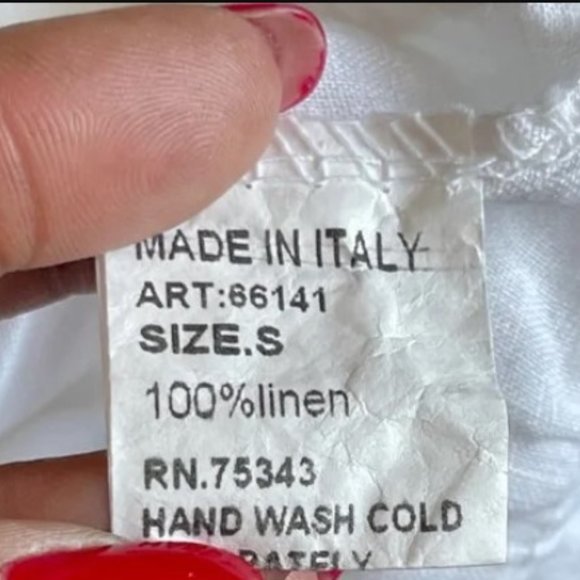 MADE IN ITALY
ART:66141
SIZE.S
100%linen
RN.75343
HAND WASH COLD